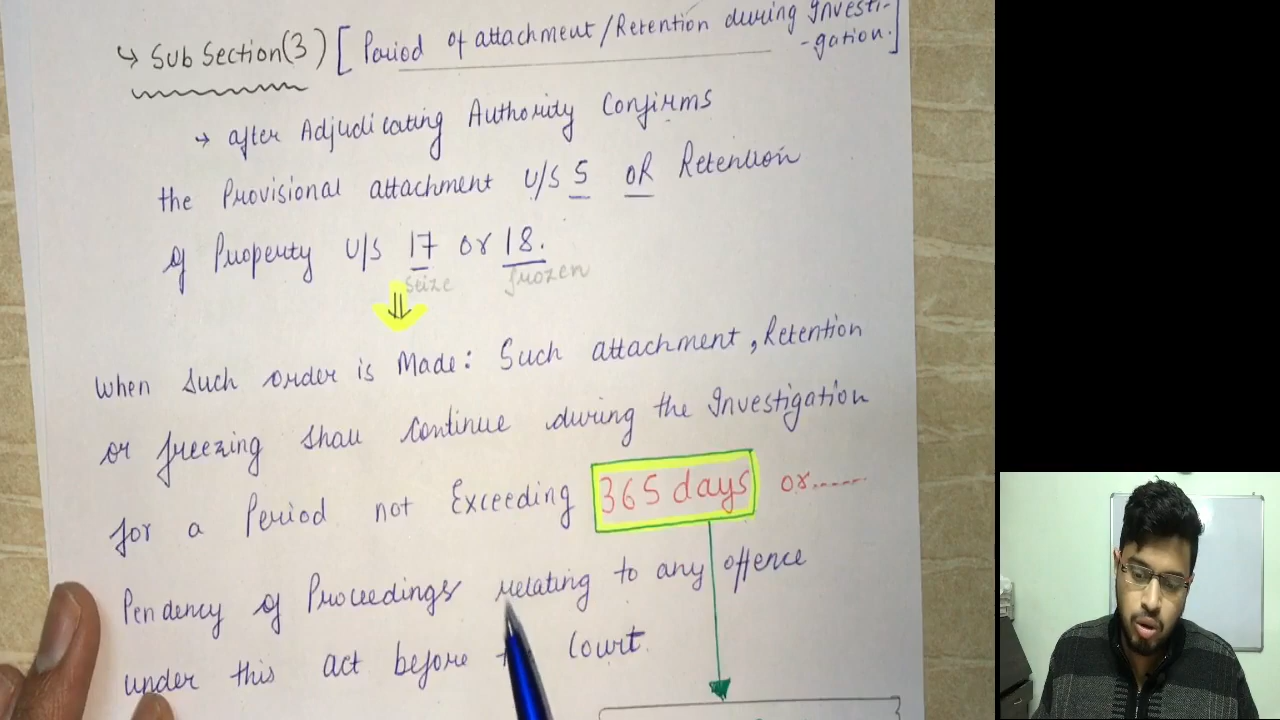 ↳ Sub Section(3) [ Period of attachment / Retention during Investi-
-gation.]
→ after Adjudicating Authority Confirms
the Provisional attachment U/S 5 OR Retention
of Property U/S 17 or 18.
Seize frozen
⇓
When Such order is Made: Such attachment, Retention
or freezing Shall Continue during the Investigation
for a Period not Exceeding 365 days or......
Pendency of Proceedings relating to any offence
under this act before Court.